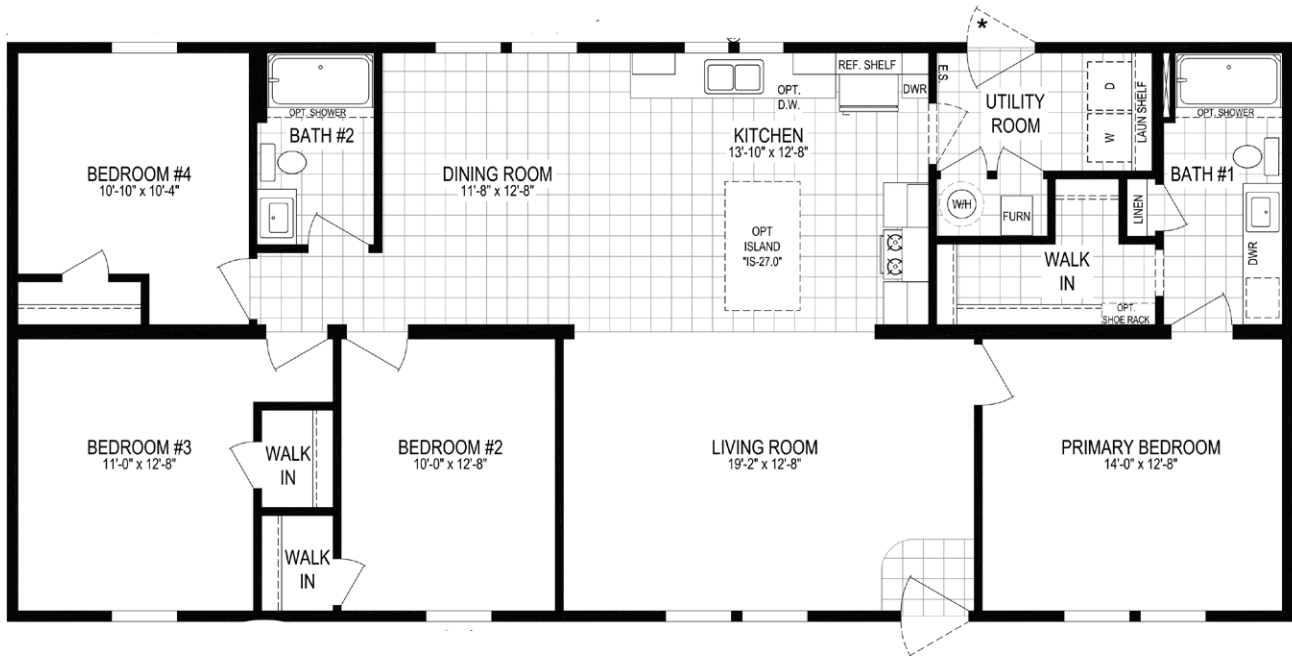 *
BEDROOM #4
10'-10" x 10'-4"
OPT. SHOWER
BATH #2
DINING ROOM
11'-8" x 12'-8"
REF. SHELF
OPT.
D.W.
DWR
KITCHEN
13'-10" x 12'-8"
OPT
ISLAND
"IS-27.0"
E.S.
UTILITY
ROOM
D
W
LAUN SHELF
W/H
FURN
LINEN
WALK
IN
OPT.
SHOE RACK
OPT. SHOWER
BATH #1
DWR
BEDROOM #3
11'-0" x 12'-8"
WALK
IN
WALK
IN
BEDROOM #2
10'-0" x 12'-8"
LIVING ROOM
19'-2" x 12'-8"
PRIMARY BEDROOM
14'-0" x 12'-8"